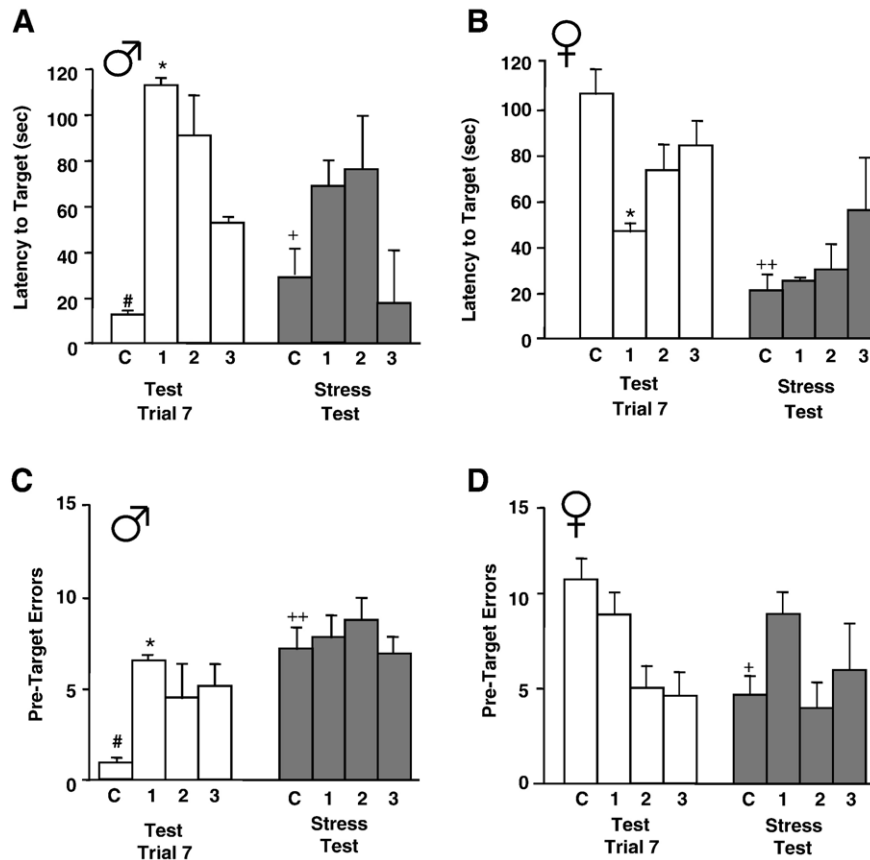 A
♂
120
100
80
60
40
20
0
Latency to Target (sec)
#
*
+
C 1 2 3 C 1 2 3
Test Stress
Trial 7 Test
B
♀
120
100
80
60
40
20
0
Latency to Target (sec)
*
++
C 1 2 3 C 1 2 3
Test Stress
Trial 7 Test
C
♂
15
10
5
0
Pre-Target Errors
#
*
++
C 1 2 3 C 1 2 3
Test Stress
Trial 7 Test
D
♀
15
10
5
0
Pre-Target Errors
+
C 1 2 3 C 1 2 3
Test Stress
Trial 7 Test